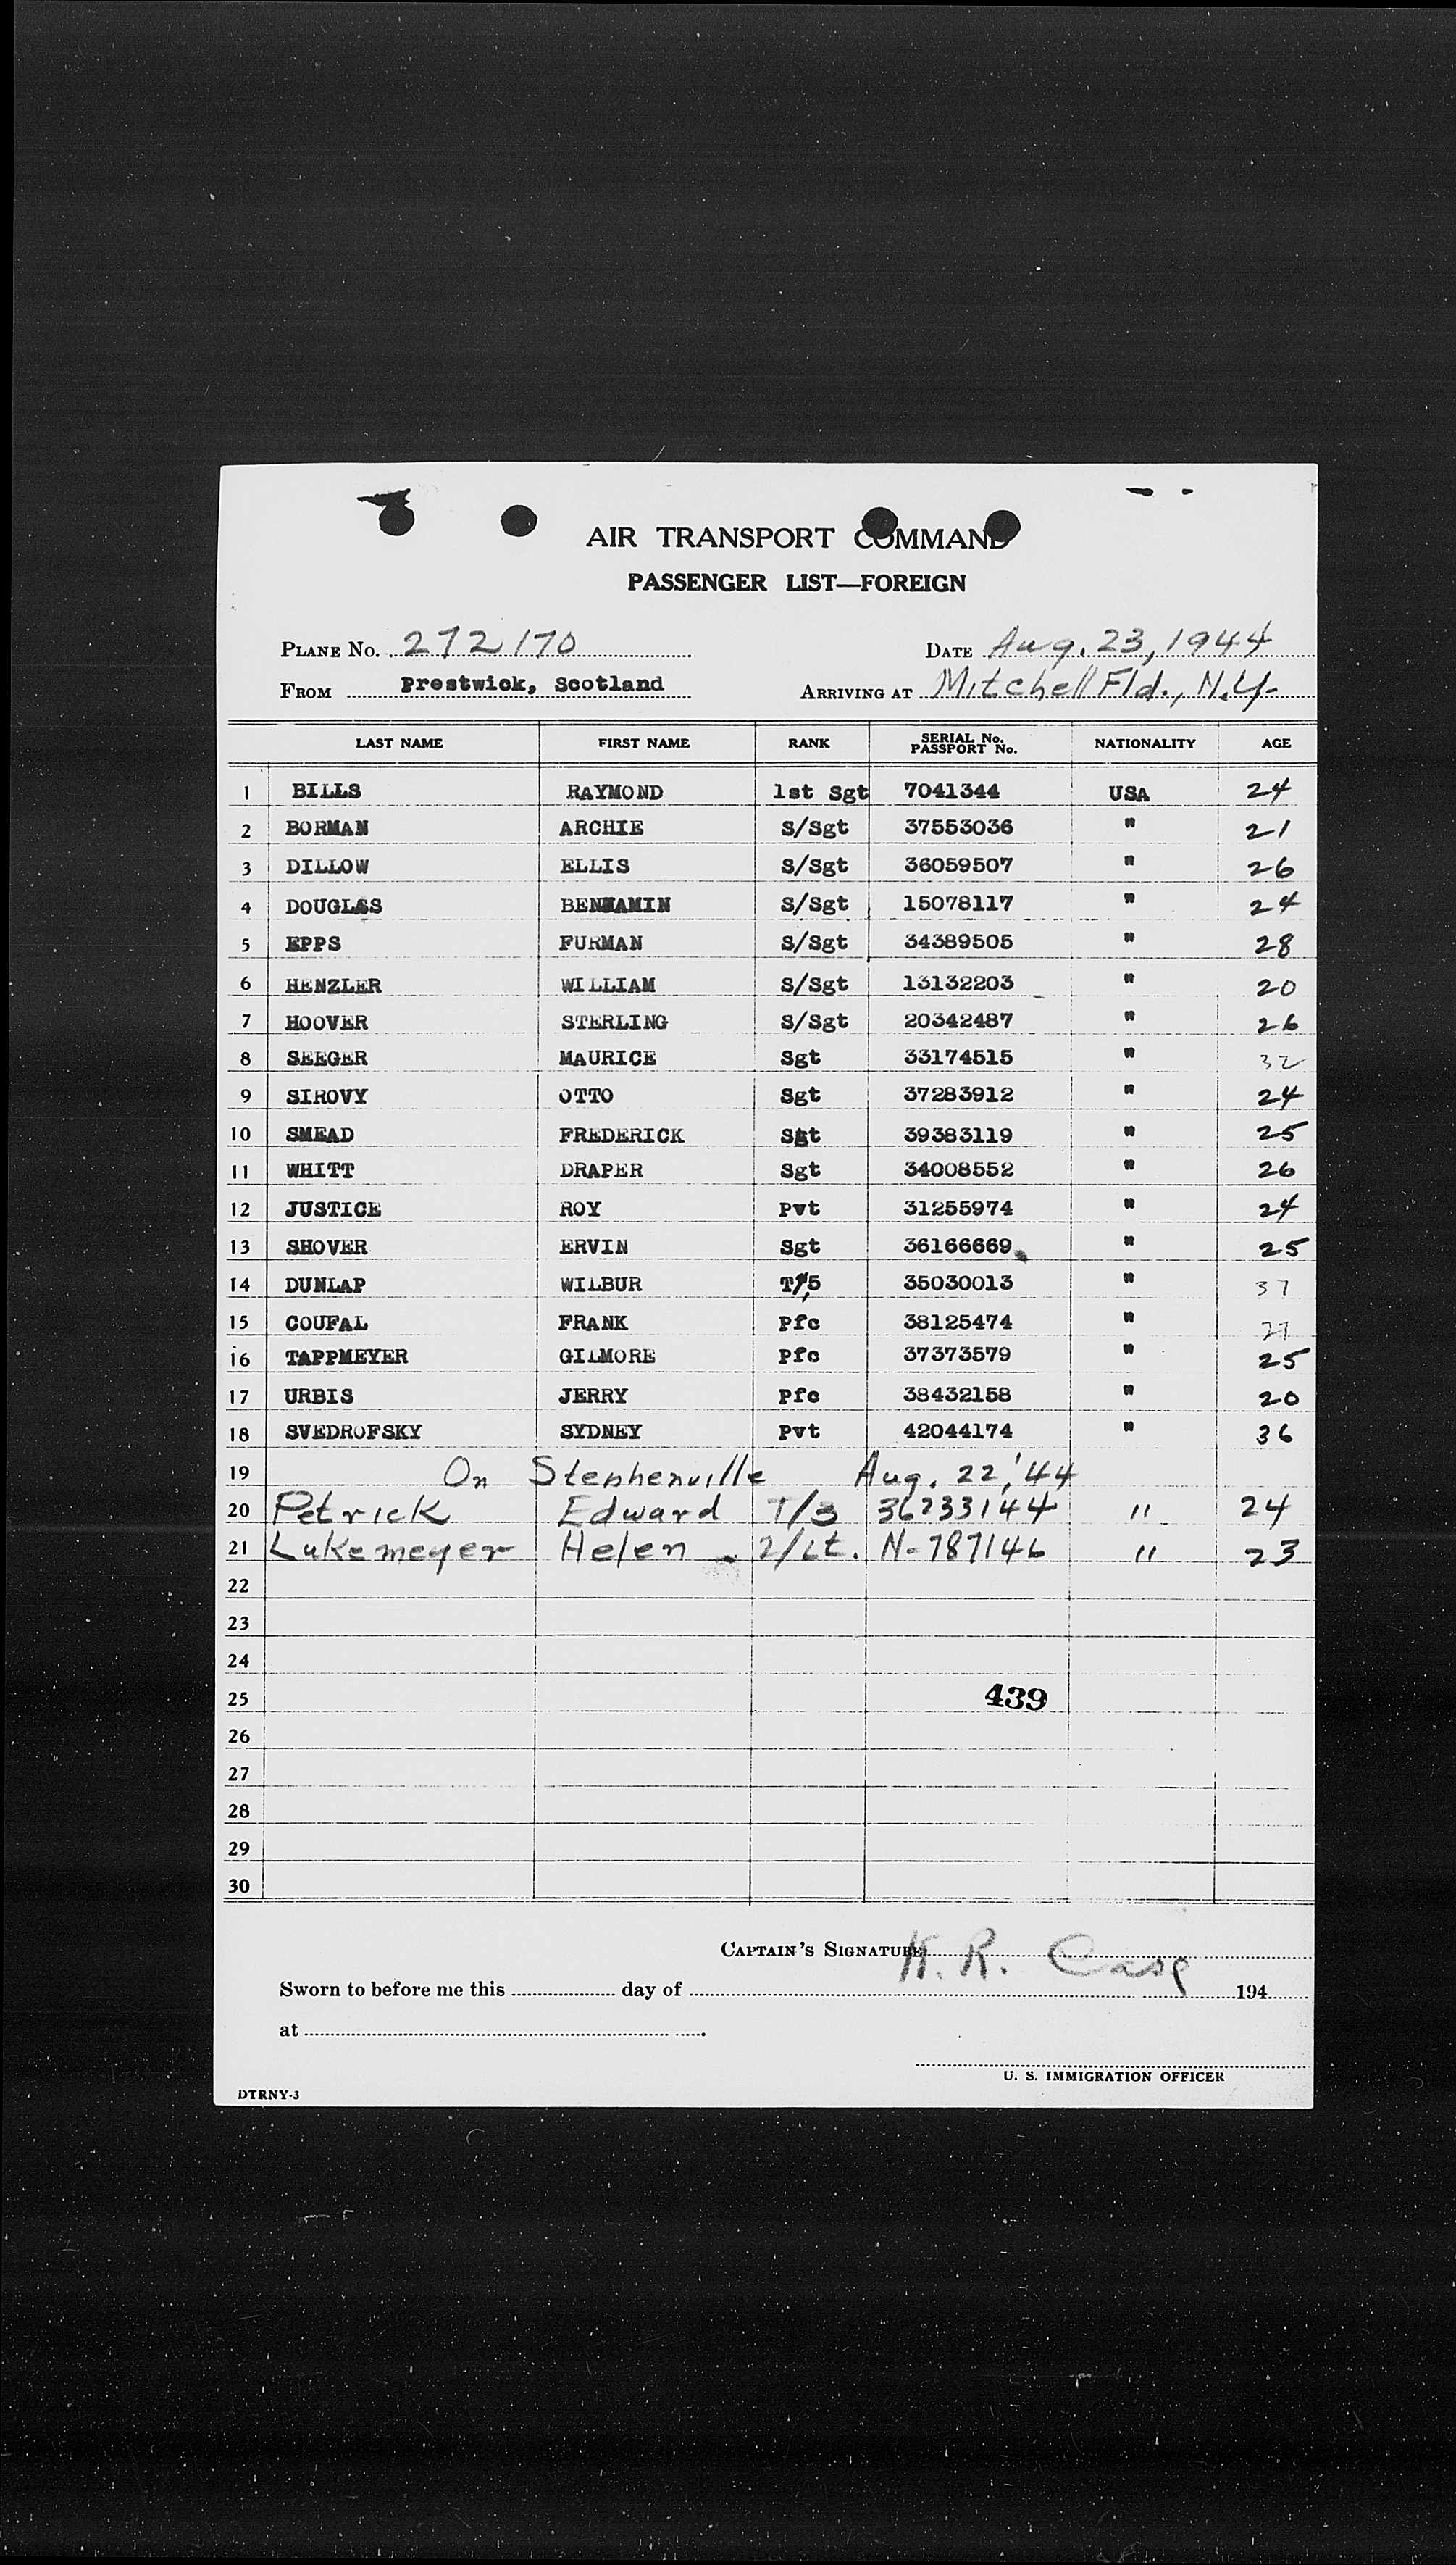 AIR TRANSPORT COMMAND
PASSENGER LIST—FOREIGN
PLANE No. 272170 DATE Aug. 23, 1944
FROM Prestwick, Scotland ARRIVING AT Mitchell Fld., N.Y.
LAST NAME FIRST NAME RANK SERIAL No. PASSPORT No. NATIONALITY AGE
1 BILLS RAYMOND 1st Sgt 7041344 USA 24
2 BORMAN ARCHIE S/Sgt 37553036 " 21
3 DILLOW ELLIS S/Sgt 36059507 " 26
4 DOUGLAS BENJAMIN S/Sgt 15078117 " 24
5 EPPS FURMAN S/Sgt 34389505 " 28
6 HENZLER WILLIAM S/Sgt 13132203 " 20
7 HOOVER STERLING S/Sgt 20342487 " 26
8 SEEGER MAURICE Sgt 33174515 " 32
9 SIROVY OTTO Sgt 37283912 " 24
10 SMEAD FREDERICK Sgt 39383119 " 25
11 WHITT DRAPER Sgt 34008552 " 26
12 JUSTICE ROY Pvt 31255974 " 24
13 SHOVER ERVIN Sgt 36166669 " 25
14 DUNLAP WILBUR T/5 35030013 " 37
15 COUFAL FRANK Pfc 38125474 "
16 TAPPMEYER GILMORE Pfc 37373579 " 25
17 URBIS JERRY Pfc 38432158 " 20
18 SVEDROFSKY SYDNEY Pvt 42044174 " 36
19 On Stephenville Aug. 22, '44
20 Petrick Edward T/3 36233144 " 24
21 Lukemeyer Helen 2/Lt. N-787146 " 23
22
23
24
25 439
26
27
28
29
30
CAPTAIN'S SIGNATURE H. R.
Sworn to before me this day of 194
at
U. S. IMMIGRATION OFFICER
DTRNY-3